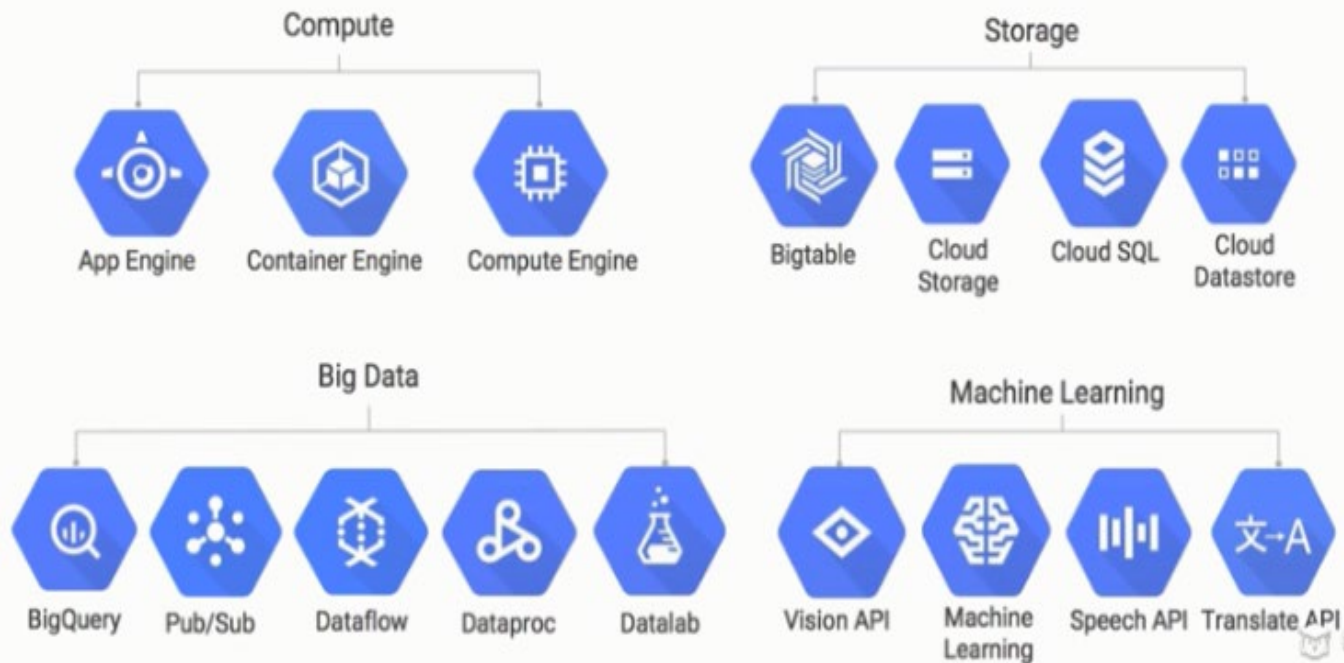 Compute
App Engine
Container Engine
Compute Engine
Storage
Bigtable
Cloud
Storage
Cloud SQL
Cloud
Datastore
Big Data
BigQuery
Pub/Sub
Dataflow
Dataproc
Datalab
Machine Learning
Vision API
Machine
Learning
Speech API
Translate API
文→A